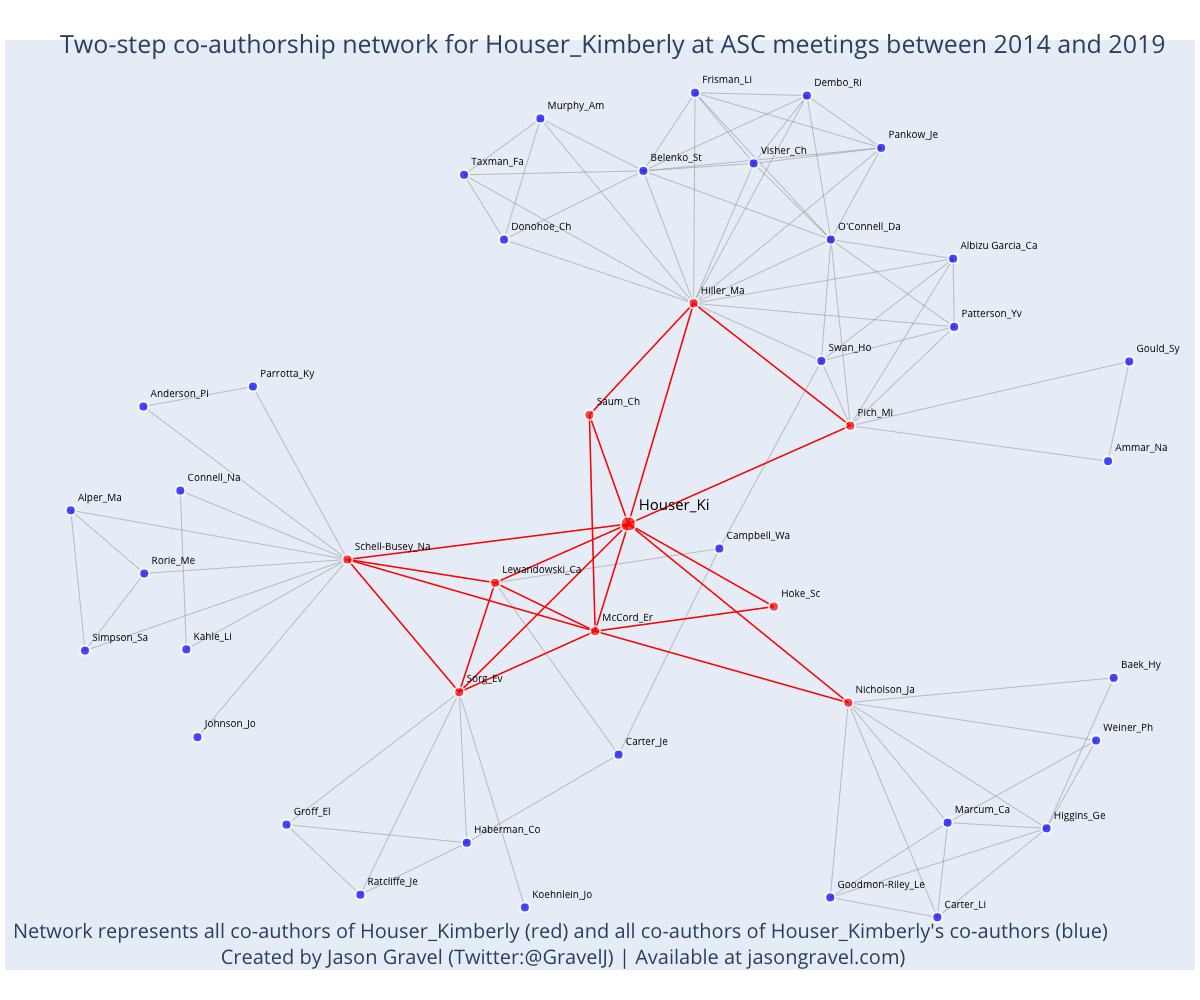 Two-step co-authorship network for Houser_Kimberly at ASC meetings between 2014 and 2019
Frisman_Li
Dembo_Ri
Murphy_Am
Pankow_Je
Visher_Ch
Belenko_St
Taxman_Fa
Donohoe_Ch
O'Connell_Da
Albizu Garcia_Ca
Hiller_Ma
Patterson_Yv
Swan_Ho
Gould_Sy
Parrotta_Ky
Anderson_Pi
Saum_Ch
Pich_Mi
Ammar_Na
Connell_Na
Alper_Ma
Houser_Ki
Campbell_Wa
Schell-Busey_Na
Rorie_Me
Lewandowski_Ca
Hoke_Sc
McCord_Er
Simpson_Sa
Kahle_Li
Baek_Hy
Sorg_Ev
Nicholson_Ja
Johnson_Jo
Weiner_Ph
Carter_Je
Groff_El
Marcum_Ca
Higgins_Ge
Haberman_Co
Ratcliffe_Je
Goodmon-Riley_Le
Koehnlein_Jo
Carter_Li
Network represents all co-authors of Houser_Kimberly (red) and all co-authors of Houser_Kimberly's co-authors (blue)
Created by Jason Gravel (Twitter:@GravelJ) | Available at jasongravel.com)